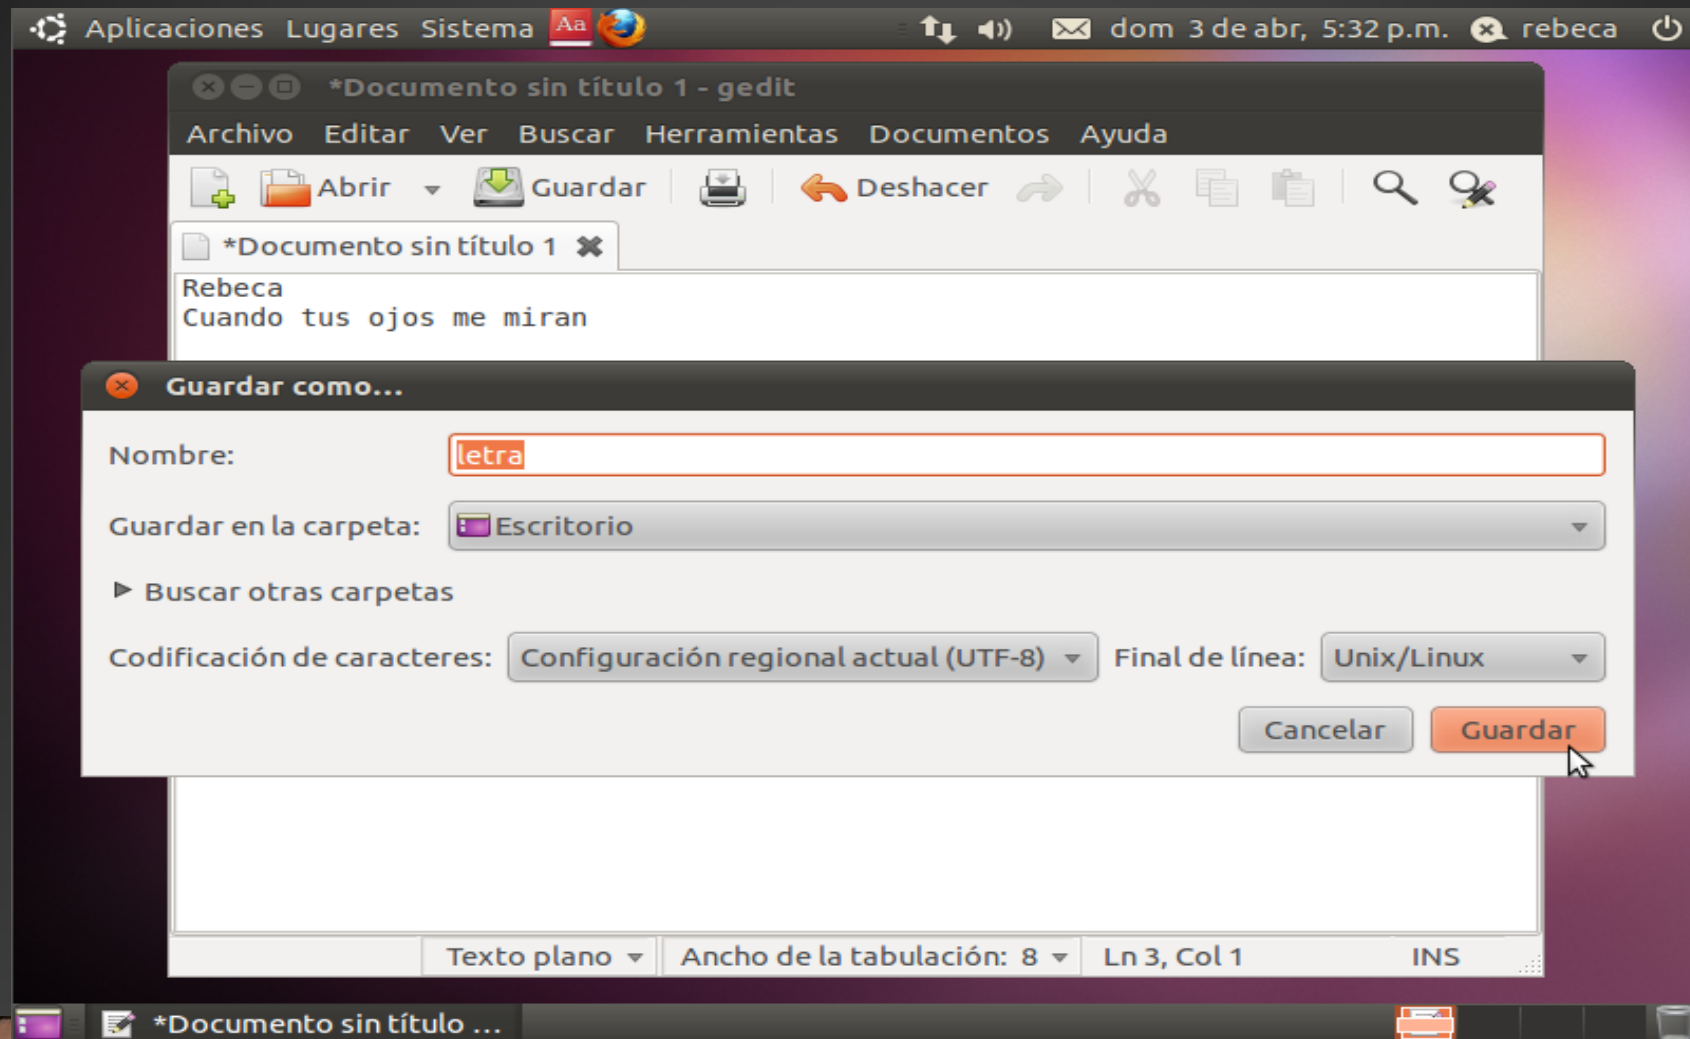 Aplicaciones Lugares Sistema Aa dom 3 de abr, 5:32 p.m. rebeca
*Documento sin título 1 - gedit
Archivo Editar Ver Buscar Herramientas Documentos Ayuda
Abrir Guardar Deshacer
*Documento sin título 1
Rebeca
Cuando tus ojos me miran
Guardar como...
Nombre: letra
Guardar en la carpeta: Escritorio
Buscar otras carpetas
Codificación de caracteres: Configuración regional actual (UTF-8) Final de línea: Unix/Linux
Cancelar Guardar
Texto plano Ancho de la tabulación: 8 Ln 3, Col 1 INS
*Documento sin título ...